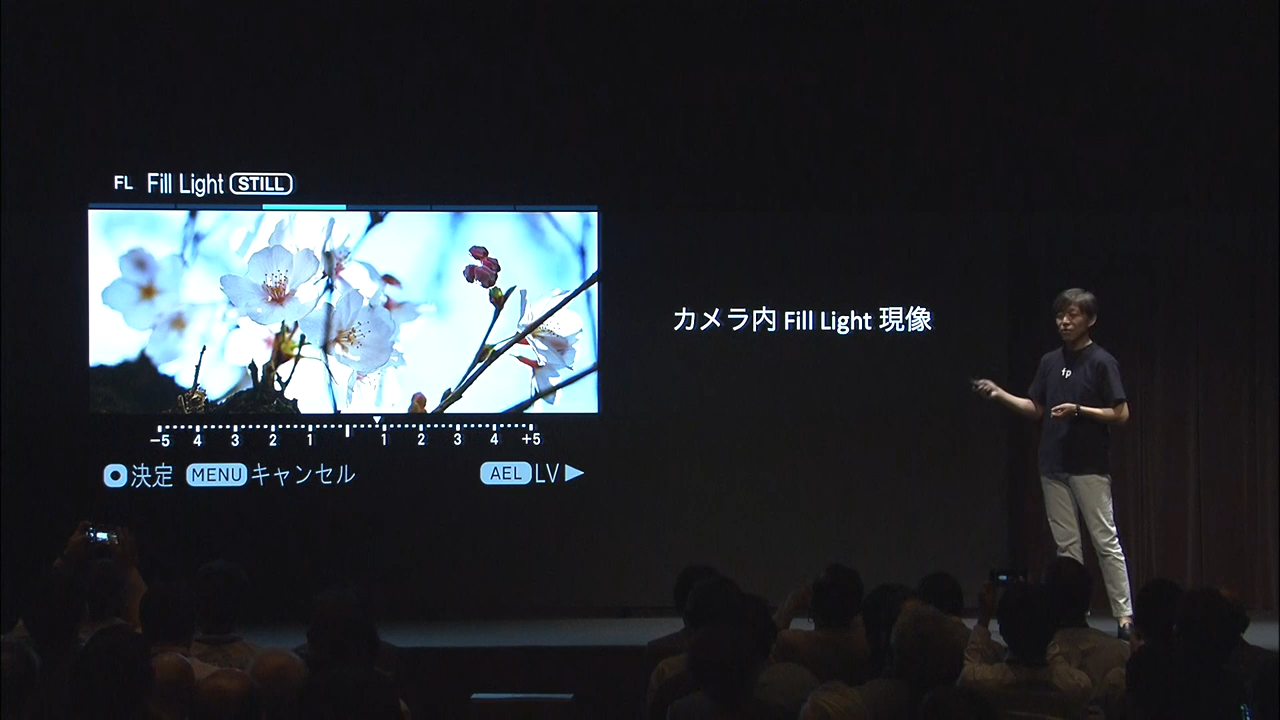 FL Fill Light STILL
−5 4 3 2 1 1 2 3 4 +5
決定 MENU キャンセル AEL LV
カメラ内 Fill Light 現像
fp